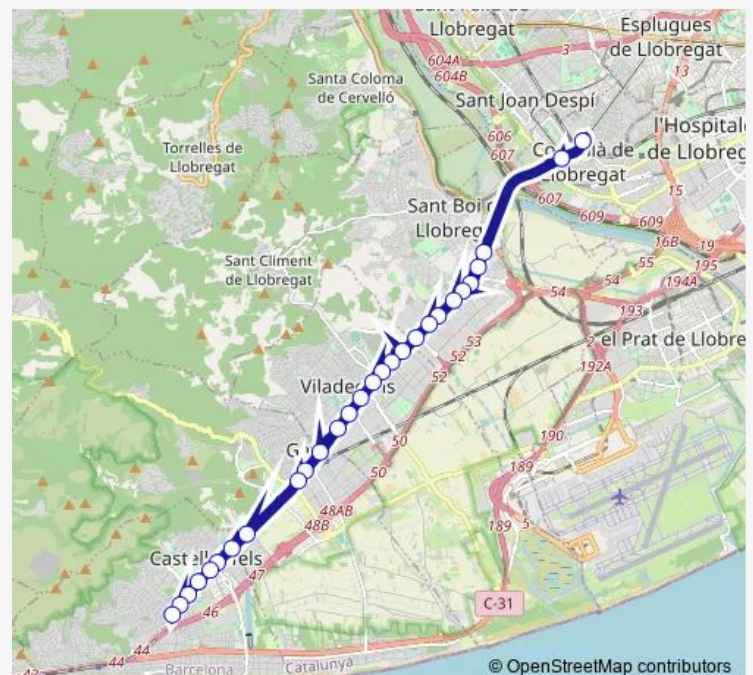 Llobregat
Esplugues
de Llobregat
604A
604B
3
13
Santa Coloma
de Cervelló
Sant Joan Despí
606
607
l'Hospital
de Llobreg
Llobregat
Torrelles de
Llobregat
607
609
609
15
16B
19
Sant Boi
Llobreg
195
55
54
54
194A
193
Sant Climent
de Llobregat
53
52
52
2
el Prat de Llobre
192A
Viladec
50
50
190
189
189
5
48AB
48B
47
46
44
44
C-31
Barcelona
Catalunya
© OpenStreetMap contributors